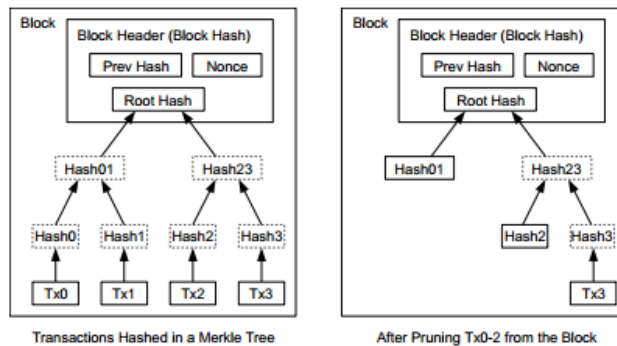 Block
Block Header (Block Hash)
Prev Hash
Nonce
Root Hash
Hash01
Hash23
Hash0
Hash1
Hash2
Hash3
Tx0
Tx1
Tx2
Tx3
Transactions Hashed in a Merkle Tree
Block
Block Header (Block Hash)
Prev Hash
Nonce
Root Hash
Hash01
Hash23
Hash2
Hash3
Tx3
After Pruning Tx0-2 from the Block